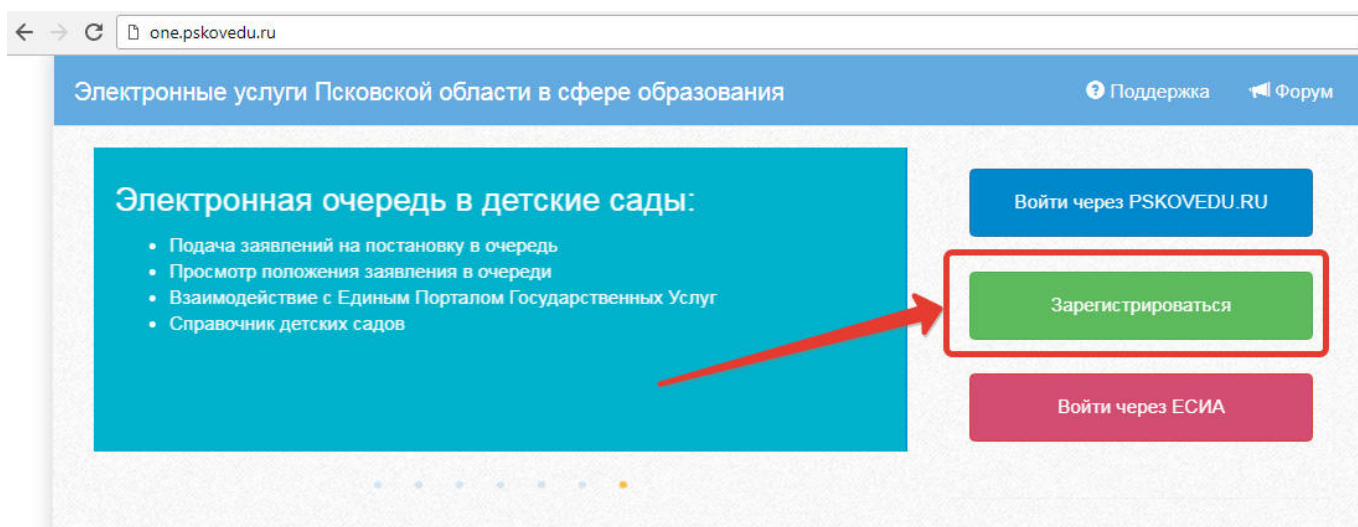 one.pskovedu.ru
Электронные услуги Псковской области в сфере образования
Поддержка
Форум
Электронная очередь в детские сады:
Подача заявлений на постановку в очередь
Просмотр положения заявления в очереди
Взаимодействие с Единым Порталом Государственных Услуг
Справочник детских садов
Войти через PSKOVEDU.RU
Зарегистрироваться
Войти через ЕСИА